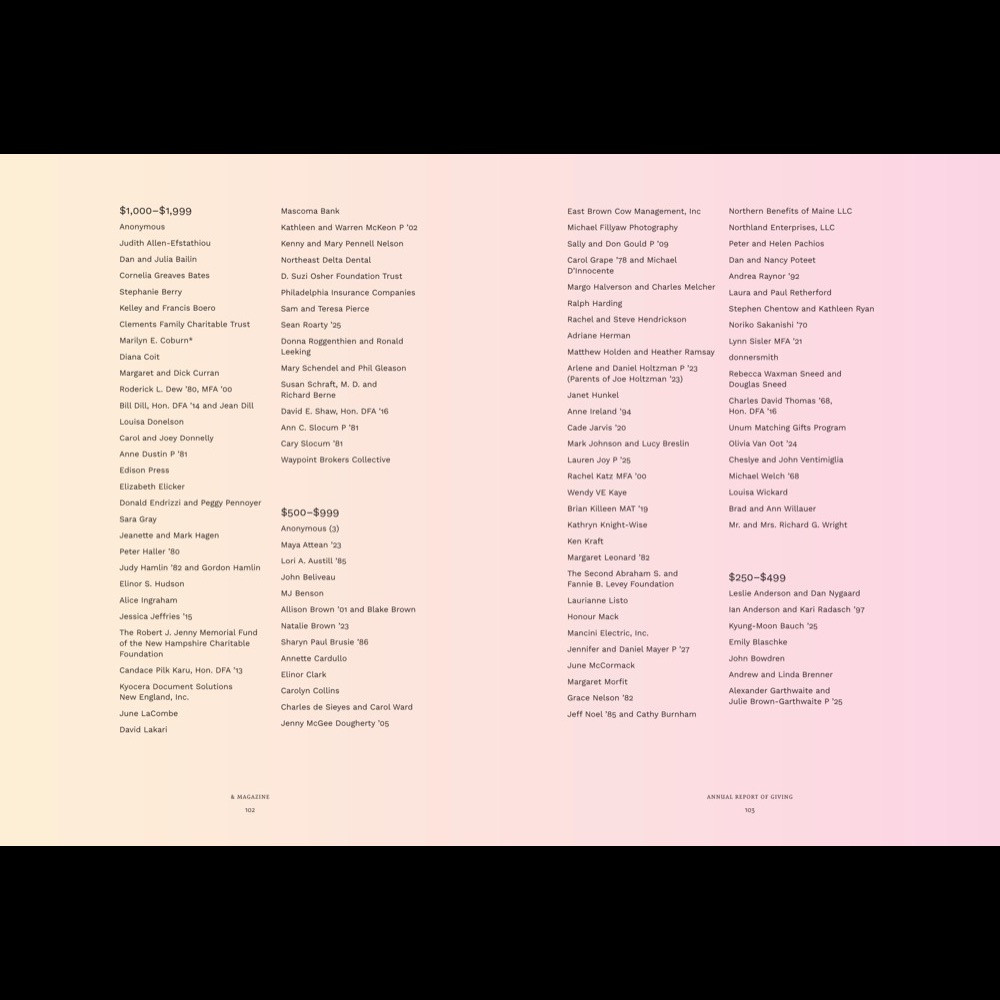 $1,000–$1,999
Anonymous
Judith Allen-Efstathiou
Dan and Julia Bailin
Cornelia Greaves Bates
Stephanie Berry
Kelley and Francis Boero
Clements Family Charitable Trust
Marilyn E. Coburn*
Diana Coit
Margaret and Dick Curran
Roderick L. Dew '80, MFA '00
Bill Dill, Hon. DFA '14 and Jean Dill
Louisa Donelson
Carol and Joey Donnelly
Anne Dustin P '81
Edison Press
Elizabeth Elicker
Donald Endrizzi and Peggy Pennoyer
Sara Gray
Jeanette and Mark Hagen
Peter Haller '80
Judy Hamlin '82 and Gordon Hamlin
Elinor S. Hudson
Alice Ingraham
Jessica Jeffries '15
The Robert J. Jenny Memorial Fund
of the New Hampshire Charitable
Foundation
Candace Pilk Karu, Hon. DFA '13
Kyocera Document Solutions
New England, Inc.
June LaCombe
David Lakari
Mascoma Bank
Kathleen and Warren McKeon P '02
Kenny and Mary Pennell Nelson
Northeast Delta Dental
D. Suzi Osher Foundation Trust
Philadelphia Insurance Companies
Sam and Teresa Pierce
Sean Roarty '25
Donna Roggenthien and Ronald
Leeking
Mary Schendel and Phil Gleason
Susan Schraft, M. D. and
Richard Berne
David E. Shaw, Hon. DFA '16
Ann C. Slocum P '81
Cary Slocum '81
Waypoint Brokers Collective
$500–$999
Anonymous (3)
Maya Attean '23
Lori A. Austill '85
John Beliveau
MJ Benson
Allison Brown '01 and Blake Brown
Natalie Brown '23
Sharyn Paul Brusie '86
Annette Cardullo
Elinor Clark
Carolyn Collins
Charles de Sieyes and Carol Ward
Jenny McGee Dougherty '05
& MAGAZINE
102
East Brown Cow Management, Inc
Michael Fillyaw Photography
Sally and Don Gould P '09
Carol Grape '78 and Michael
D'Innocente
Margo Halverson and Charles Melcher
Ralph Harding
Rachel and Steve Hendrickson
Adriane Herman
Matthew Holden and Heather Ramsay
Arlene and Daniel Holtzman P '23
(Parents of Joe Holtzman '23)
Janet Hunkel
Anne Ireland '94
Cade Jarvis '20
Mark Johnson and Lucy Breslin
Lauren Joy P '25
Rachel Katz MFA '00
Wendy VE Kaye
Brian Killeen MAT '19
Kathryn Knight-Wise
Ken Kraft
Margaret Leonard '82
The Second Abraham S. and
Fannie B. Levey Foundation
Laurianne Listo
Honour Mack
Mancini Electric, Inc.
Jennifer and Daniel Mayer P '27
June McCormack
Margaret Morfit
Grace Nelson '82
Jeff Noel '85 and Cathy Burnham
Northern Benefits of Maine LLC
Northland Enterprises, LLC
Peter and Helen Pachios
Dan and Nancy Poteet
Andrea Raynor '92
Laura and Paul Retherford
Stephen Chentow and Kathleen Ryan
Noriko Sakanishi '70
Lynn Sisler MFA '21
donnersmith
Rebecca Waxman Sneed and
Douglas Sneed
Charles David Thomas '68,
Hon. DFA '16
Unum Matching Gifts Program
Olivia Van Oot '24
Cheslye and John Ventimiglia
Michael Welch '68
Louisa Wickard
Brad and Ann Willauer
Mr. and Mrs. Richard G. Wright
$250–$499
Leslie Anderson and Dan Nygaard
Ian Anderson and Kari Radasch '97
Kyung-Moon Bauch '25
Emily Blaschke
John Bowdren
Andrew and Linda Brenner
Alexander Garthwaite and
Julie Brown-Garthwaite P '25
ANNUAL REPORT OF GIVING
103